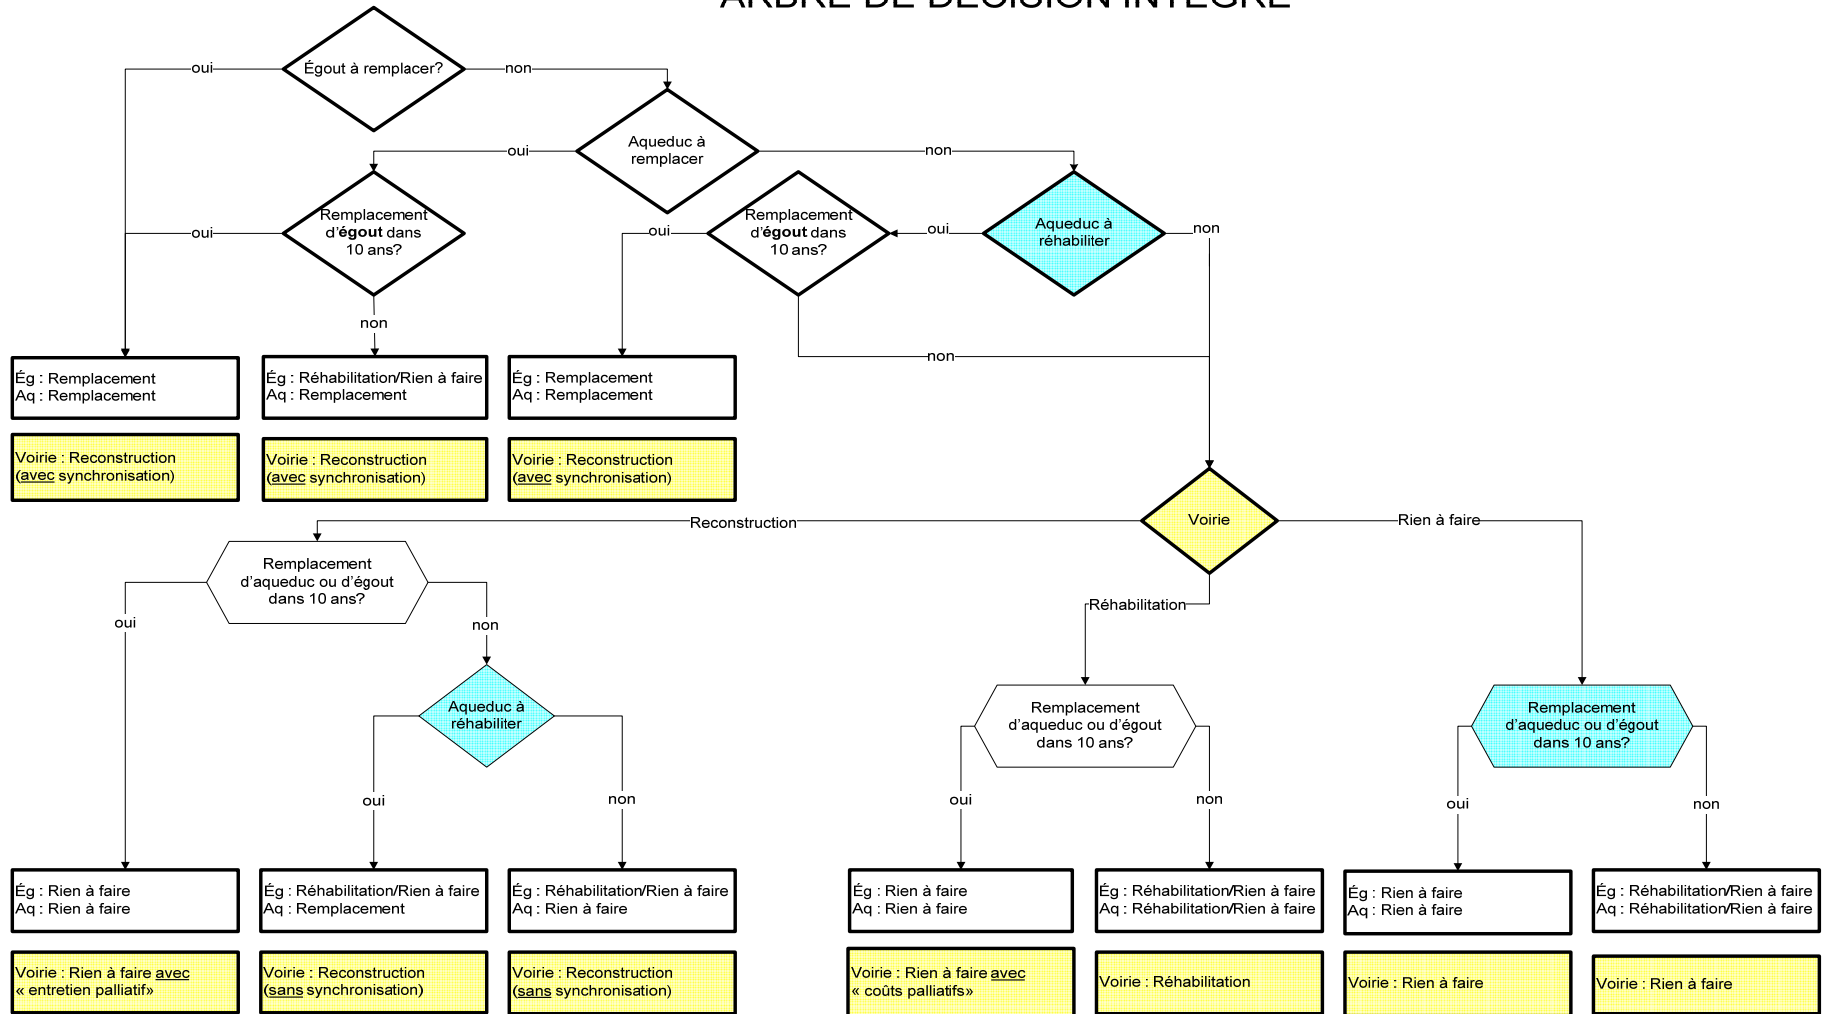 ARBRE DE DÉCISION INTÉGRÉ
Égout à remplacer?
oui
non
Aqueduc à
remplacer
oui
non
Remplacement
d'égout dans
10 ans?
oui
non
Remplacement
d'égout dans
10 ans?
oui
non
Aqueduc à
réhabiliter
oui
non
Ég : Remplacement
Aq : Remplacement
Ég : Réhabilitation/Rien à faire
Aq : Remplacement
Ég : Remplacement
Aq : Remplacement
Voirie : Reconstruction
(avec synchronisation)
Voirie : Reconstruction
(avec synchronisation)
Voirie : Reconstruction
(avec synchronisation)
Voirie
Reconstruction
Rien à faire
Réhabilitation
Remplacement
d'aqueduc ou d'égout
dans 10 ans?
oui
non
Aqueduc à
réhabiliter
oui
non
Remplacement
d'aqueduc ou d'égout
dans 10 ans?
oui
non
Remplacement
d'aqueduc ou d'égout
dans 10 ans?
oui
non
Ég : Rien à faire
Aq : Rien à faire
Ég : Réhabilitation/Rien à faire
Aq : Remplacement
Ég : Réhabilitation/Rien à faire
Aq : Rien à faire
Ég : Rien à faire
Aq : Rien à faire
Ég : Réhabilitation/Rien à faire
Aq : Réhabilitation/Rien à faire
Ég : Rien à faire
Aq : Rien à faire
Ég : Réhabilitation/Rien à faire
Aq : Réhabilitation/Rien à faire
Voirie : Rien à faire avec
« entretien palliatif»
Voirie : Reconstruction
(sans synchronisation)
Voirie : Reconstruction
(sans synchronisation)
Voirie : Rien à faire avec
« coûts palliatifs»
Voirie : Réhabilitation
Voirie : Rien à faire
Voirie : Rien à faire